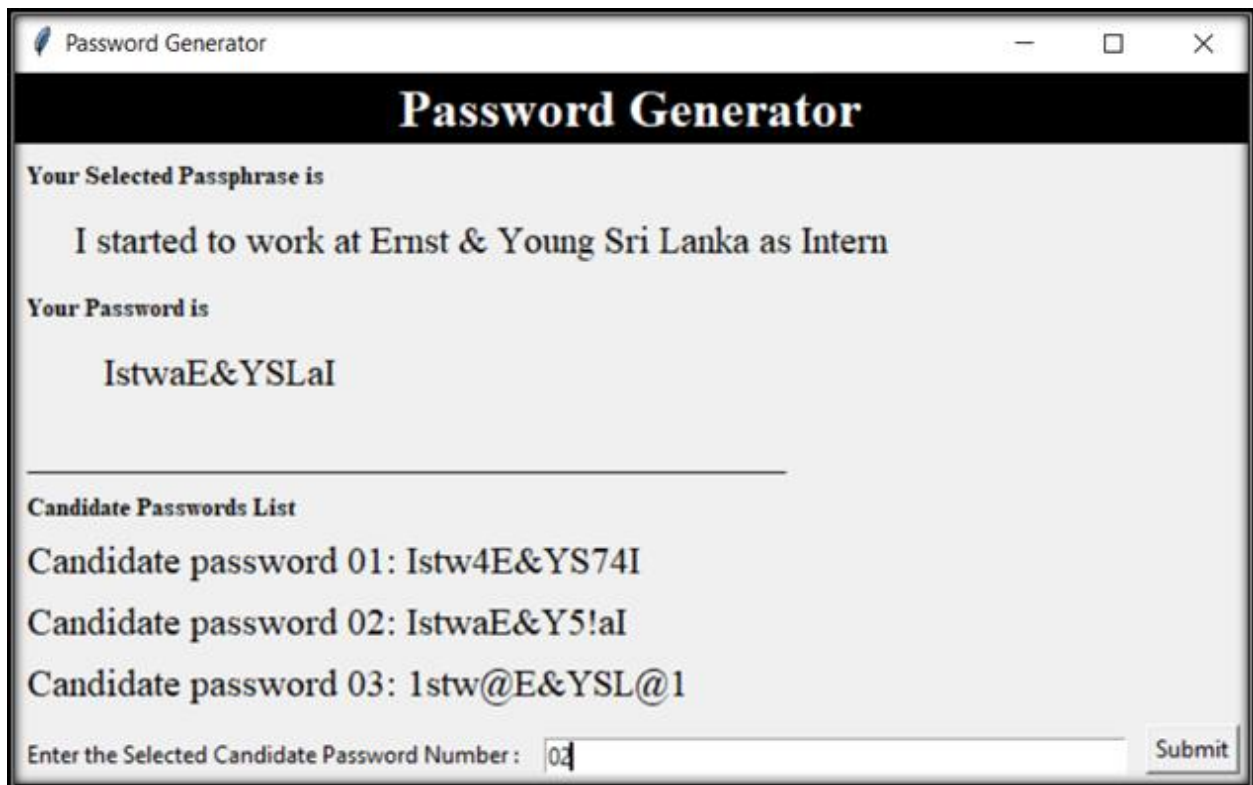 Password Generator
Password Generator
Your Selected Passphrase is
I started to work at Ernst & Young Sri Lanka as Intern
Your Password is
IstwaE&YSLaI
Candidate Passwords List
Candidate password 01: Istw4E&YS74I
Candidate password 02: IstwaE&Y5!aI
Candidate password 03: 1stw@E&YSL@1
Enter the Selected Candidate Password Number : 02 Submit